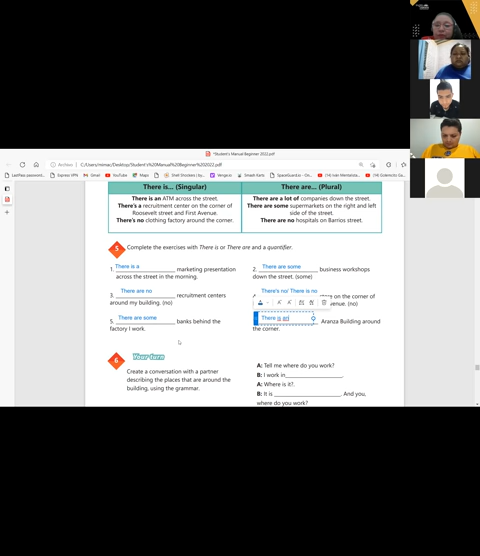 *Student's Manual Beginner 2022.pdf
Archivo
C:/Users/mimac/Desktop/Student's%20Manual%20Beginner%202022.pdf
LastPass password...
Express VPN
Gmail
YouTube
Maps
Disney+
Smash Karts
There is... (Singular)
There are... (Plural)
There is an ATM across the street.
There's a recruitment center on the corner of
Roosevelt street and First Avenue.
There's no clothing factory around the corner.
There are a lot of companies down the street.
There are some supermarkets on the right and left
side of the street.
There are no hospitals on Barrios street.
5
Complete the exercises with There is or There are and a quantifier.
1. There is a marketing presentation
across the street in the morning.
2. There are some business workshops
down the street. (some)
3. There are no recruitment centers
around my building. (no)
There's no/ There is no store on the corner of
venue. (no)
5. There are some banks behind the
factory I work.
There is an Aranza Building around
the corner.
6
Your turn
Create a conversation with a partner
describing the places that are around the
building, using the grammar.
A: Tell me where do you work?
B: I work in
A: Where is it?.
B: It is . And you,
where do you work?